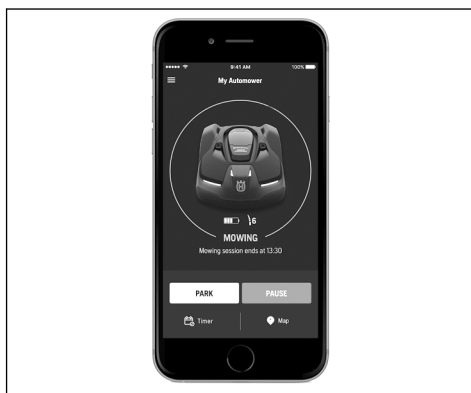 9:41 AM 100%
My Automower
6
MOWING
Mowing session ends at 13:30
PARK PAUSE
Timer Map